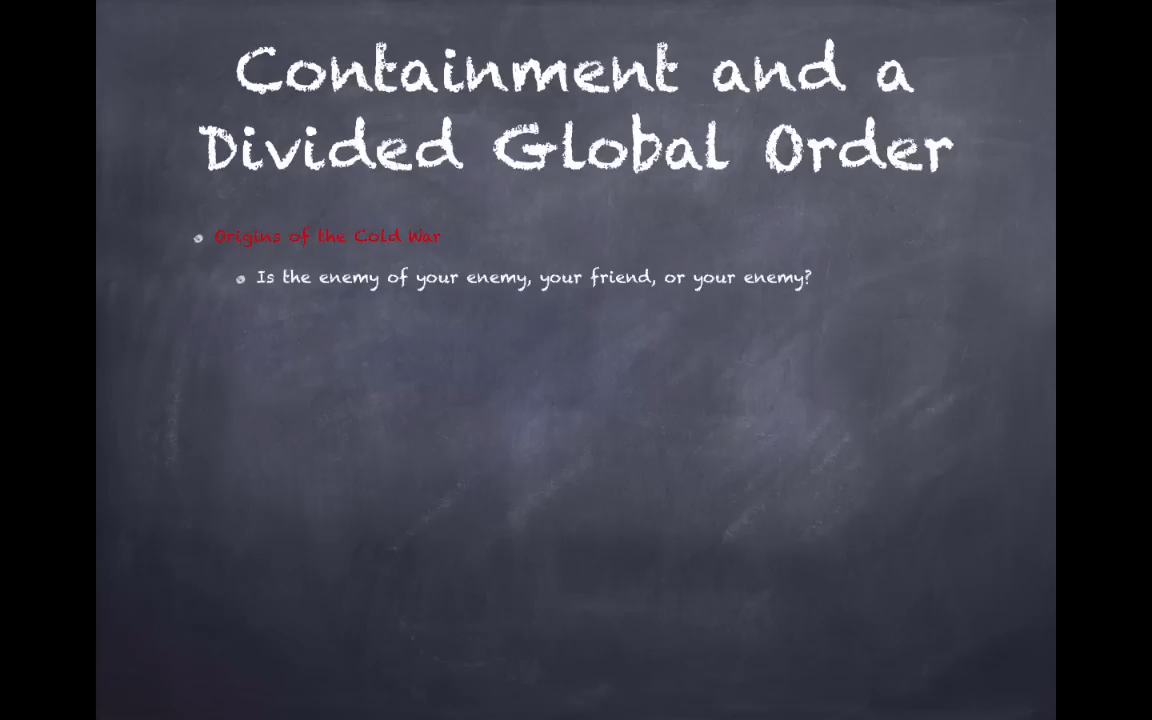 Containment and a
Divided Global Order
Origins of the Cold War
Is the enemy of your enemy, your friend, or your enemy?